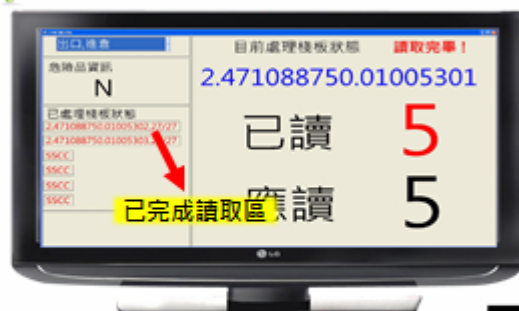 出口,進倉
目前處理棧板狀態 讀取完畢！
危險品資訊
N
2.471088750.01005301
已處理棧板狀態
2.471088750.01005302,27/27
2.471088750.01005303,27/27
SSCC
SSCC
SSCC
SSCC
已讀 5
應讀 5
已完成讀取區
LG